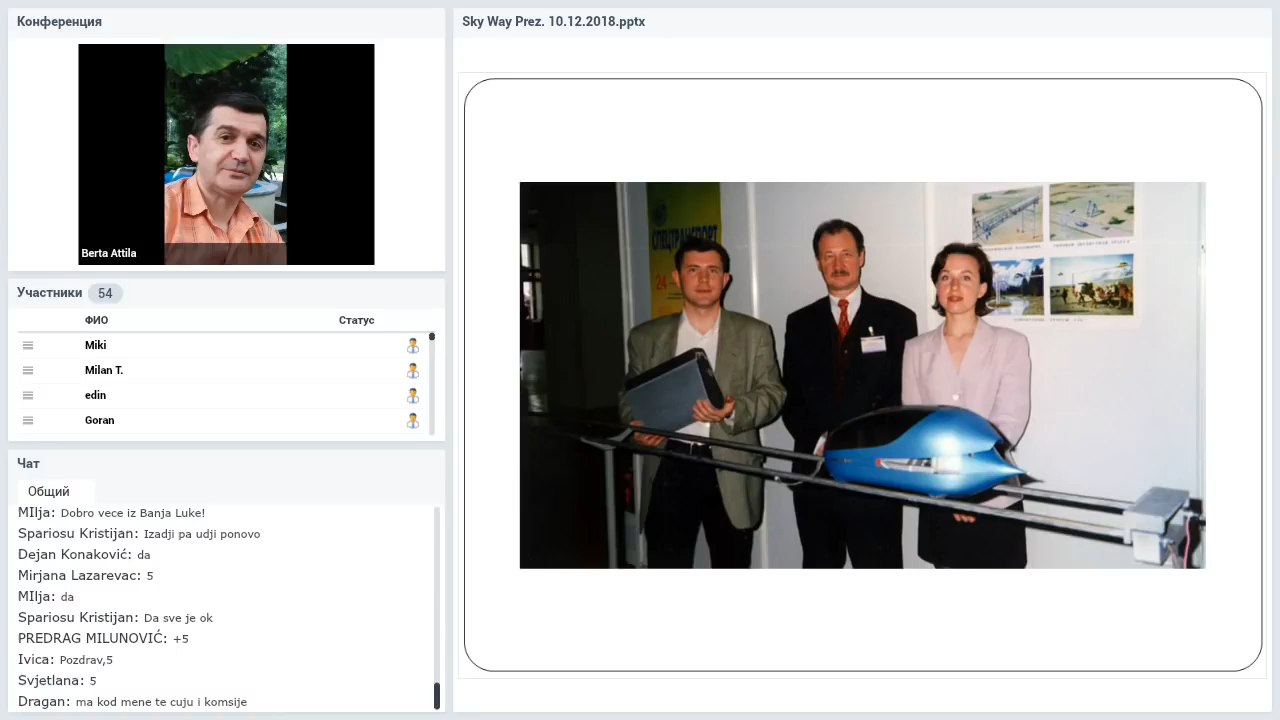 Конференция
Berta Attila
Участники 54
ФИО Статус
Miki
Milan T.
edin
Goran
Чат
Общий
MIlja: Dobro vece iz Banja Luke!
Spariosu Kristijan: Izadji pa udji ponovo
Dejan Konaković: da
Mirjana Lazarevac: 5
MIlja: da
Spariosu Kristijan: Da sve je ok
PREDRAG MILUNOVIĆ: +5
Ivica: Pozdrav,5
Svjetlana: 5
Dragan: ma kod mene te cuju i komsije
Sky Way Prez. 10.12.2018.pptx
СПЕЦТРАНСПОРТ
24